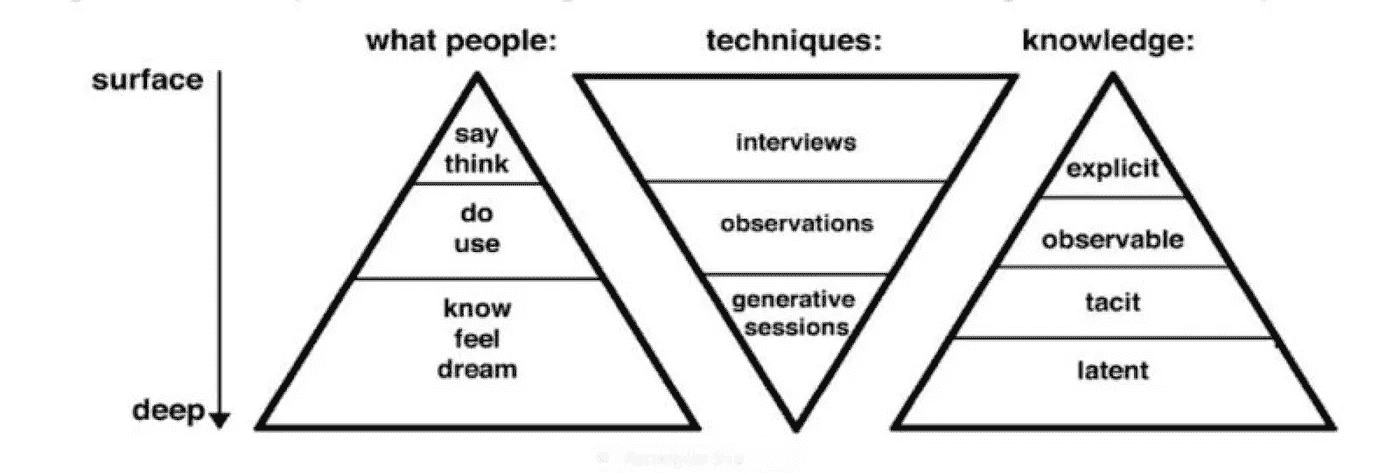 what people:
techniques:
knowledge:
surface
deep
say
think
do
use
know
feel
dream
interviews
observations
generative
sessions
explicit
observable
tacit
latent